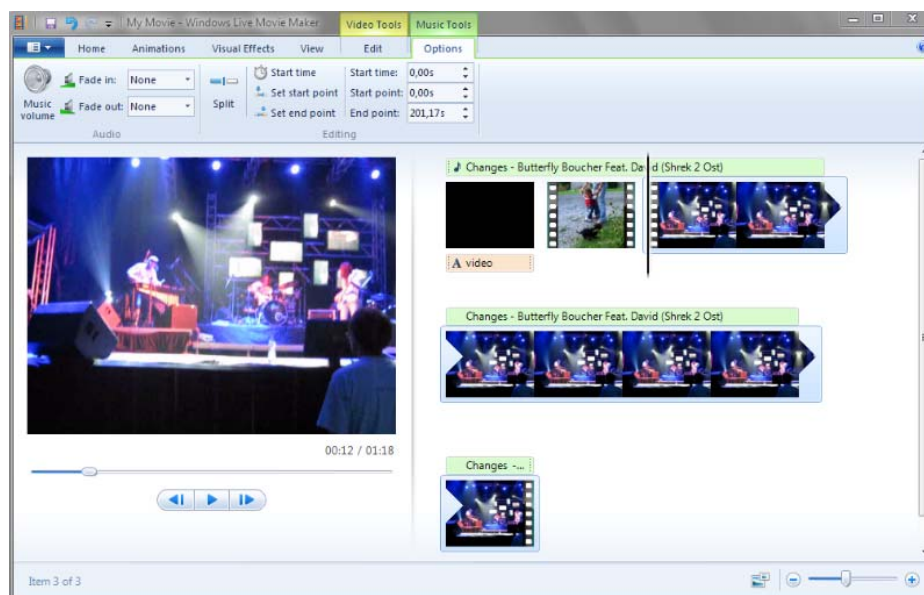 My Movie - Windows Live Movie Maker
Video Tools
Music Tools
Home
Animations
Visual Effects
View
Edit
Options
Music volume
Fade in: None
Fade out: None
Audio
Split
Start time
Set start point
Set end point
Start time: 0,00s
Start point: 0,00s
End point: 201,17s
Editing
Changes - Butterfly Boucher Feat. David (Shrek 2 Ost)
A video
Changes - Butterfly Boucher Feat. David (Shrek 2 Ost)
00:12 / 01:18
Changes -...
Item 3 of 3